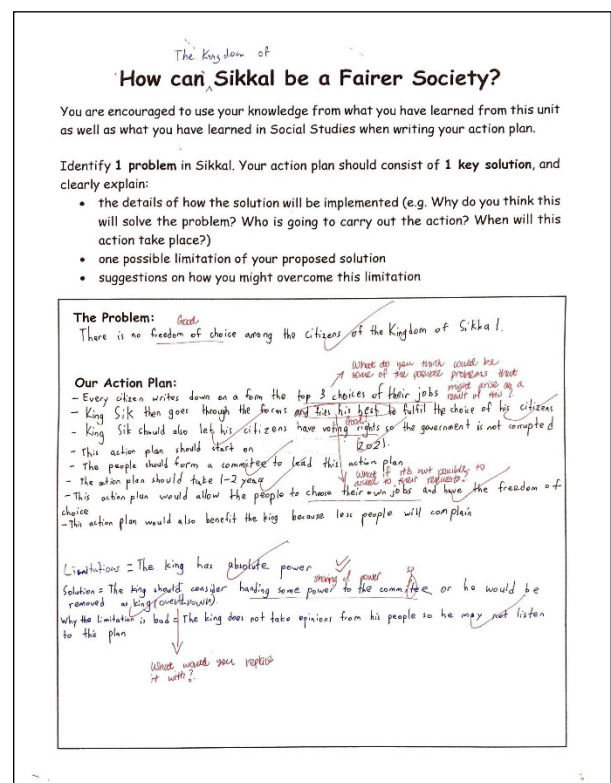 The Kingdom of
How can Sikkal be a Fairer Society?
You are encouraged to use your knowledge from what you have learned from this unit
as well as what you have learned in Social Studies when writing your action plan.
Identify 1 problem in Sikkal. Your action plan should consist of 1 key solution, and
clearly explain:
• the details of how the solution will be implemented (e.g. Why do you think this
will solve the problem? Who is going to carry out the action? When will this
action take place?)
• one possible limitation of your proposed solution
• suggestions on how you might overcome this limitation
The Problem:
Good
There is no freedom of choice among the citizens of the Kingdom of Sikkal.
What do you think would be
some of the possible problems that
might arise as a
result of this?
Our Action Plan:
- Every citizen writes down on a form the top 3 choices of their jobs
- King Sik then goes through the forms and tries his best to fulfil the choice of his citizens
Good!
- King Sik should also let his citizens have voting rights so the government is not corrupted
- This action plan should start on 2021.
- The people should form a committee to lead this action plan
What if it's not possible to
accede to their requests?
- The action plan should take 1-2 years
- This action plan would allow the people to choose their own jobs and have the freedom of
choice
- This action plan would also benefit the king because less people will complain
Limitations = The king has absolute power
sharing of power
Solution = The king should consider handing some power to the committee or he would be
removed as king (overthrown).
Why the limitation is bad = The king does not take opinions from his people so he may not listen
to this plan
What would you replace
it with?